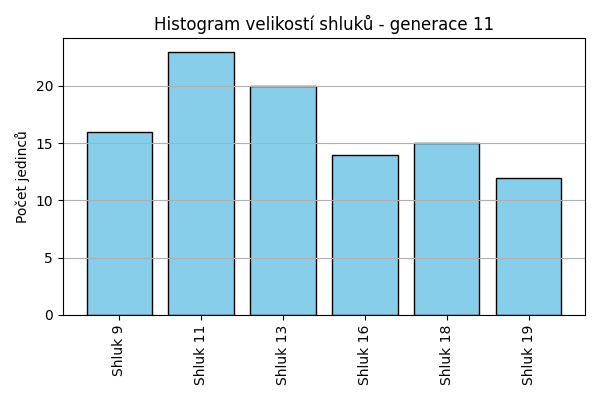 Histogram velikostí shluků - generace 11
Počet jedinců
20
15
10
5
0
Shluk 9
Shluk 11
Shluk 13
Shluk 16
Shluk 18
Shluk 19